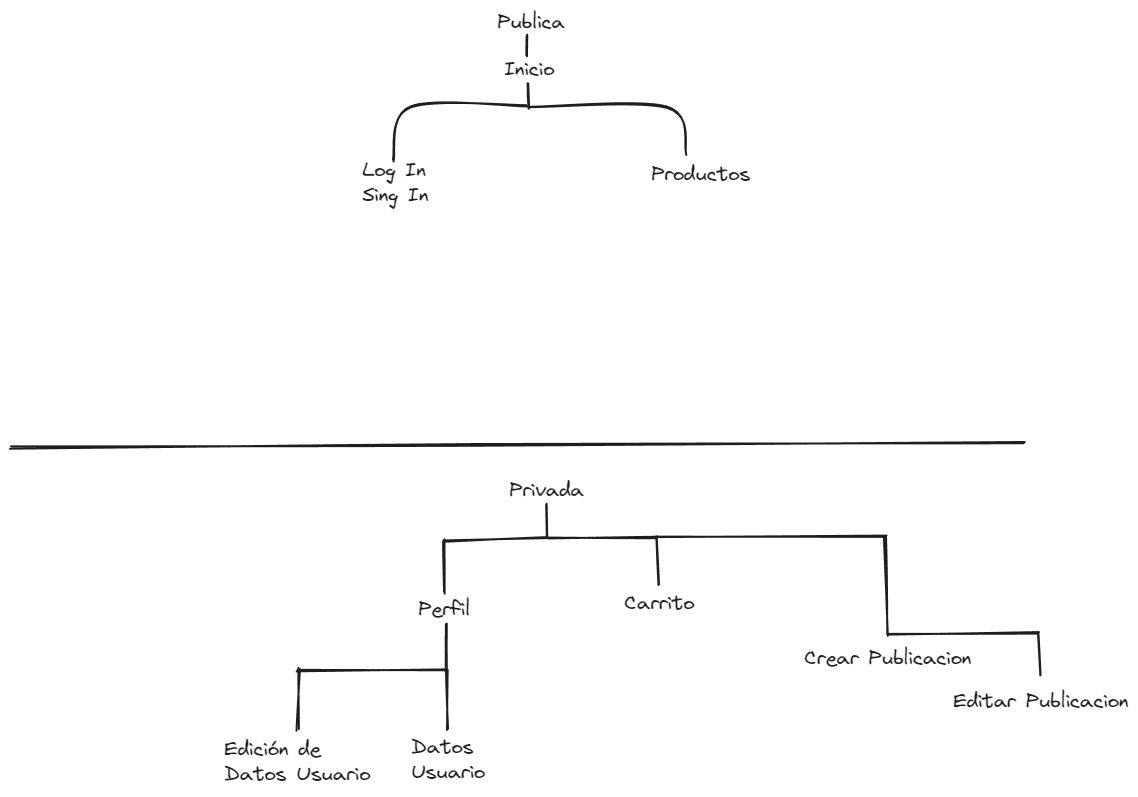 Publica
Inicio
Log In
Sing In
Productos
Privada
Perfil
Carrito
Crear Publicacion
Editar Publicacion
Edición de
Datos Usuario
Datos
Usuario